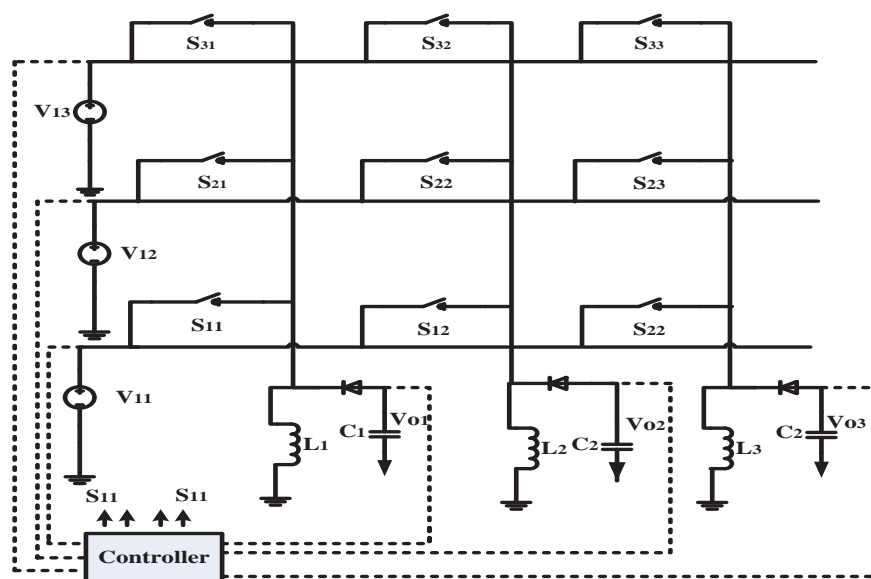 S31 S32 S33
V13
S21 S22 S23
V12
S11 S12 S22
V11
L1 C1 Vo1 L2 C2 Vo2 L3 C2 Vo3
S11 S11
Controller